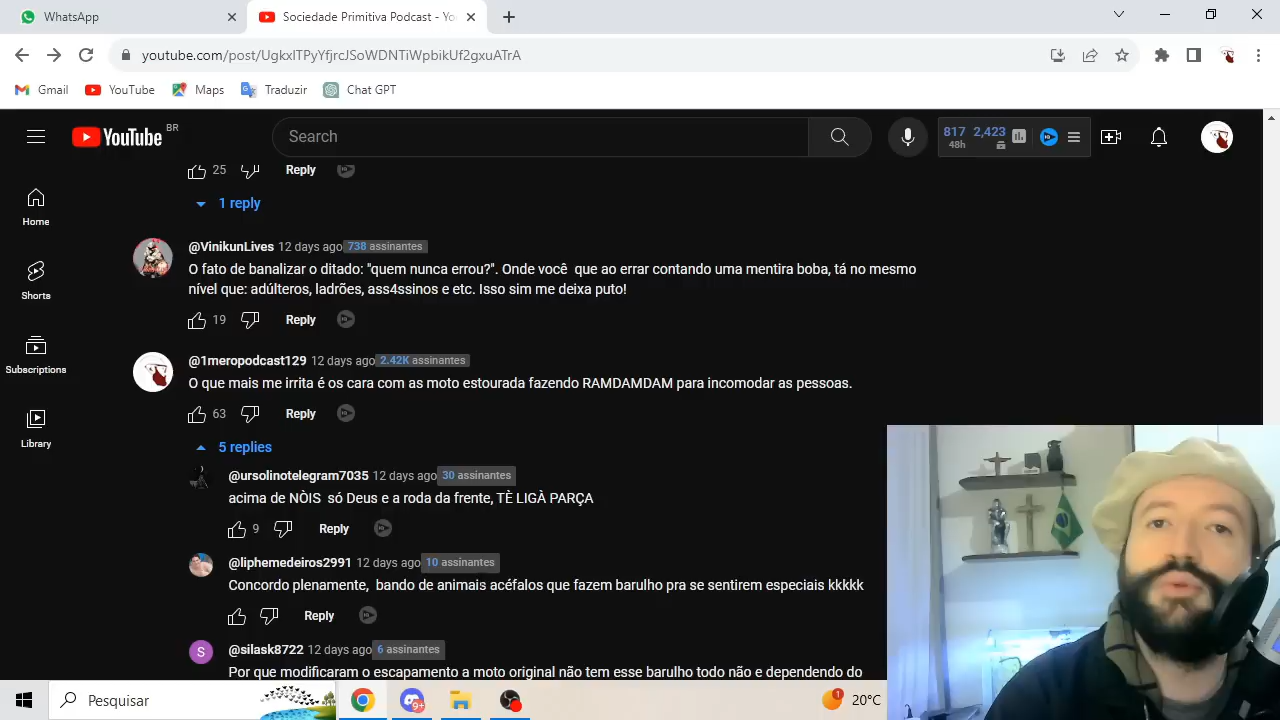 WhatsApp
Sociedade Primitiva Podcast - Yo
youtube.com/post/UgkxlTPyYfjrcJSoWDNTiWpbikUf2gxuATrA
Gmail
YouTube
Maps
Traduzir
Chat GPT
YouTube BR
Search
817 2,423
48h
25
Reply
1 reply
Home
Shorts
Subscriptions
Library
@VinikunLives 12 days ago 738 assinantes
O fato de banalizar o ditado: "quem nunca errou?". Onde você que ao errar contando uma mentira boba, tá no mesmo
nível que: adúlteros, ladrões, ass4ssinos e etc. Isso sim me deixa puto!
19
Reply
@1meropodcast129 12 days ago 2.42K assinantes
O que mais me irrita é os cara com as moto estourada fazendo RAMDAMDAM para incomodar as pessoas.
63
Reply
5 replies
@ursolinotelegram7035 12 days ago 30 assinantes
acima de NÒIS só Deus e a roda da frente, TÈ LIGÀ PARÇA
9
Reply
@liphemedeiros2991 12 days ago 10 assinantes
Concordo plenamente, bando de animais acéfalos que fazem barulho pra se sentirem especiais kkkkk
Reply
S
@silask8722 12 days ago 6 assinantes
Por que modificaram o escapamento a moto original não tem esse barulho todo não e dependendo do
Pesquisar
9+
1
20°C